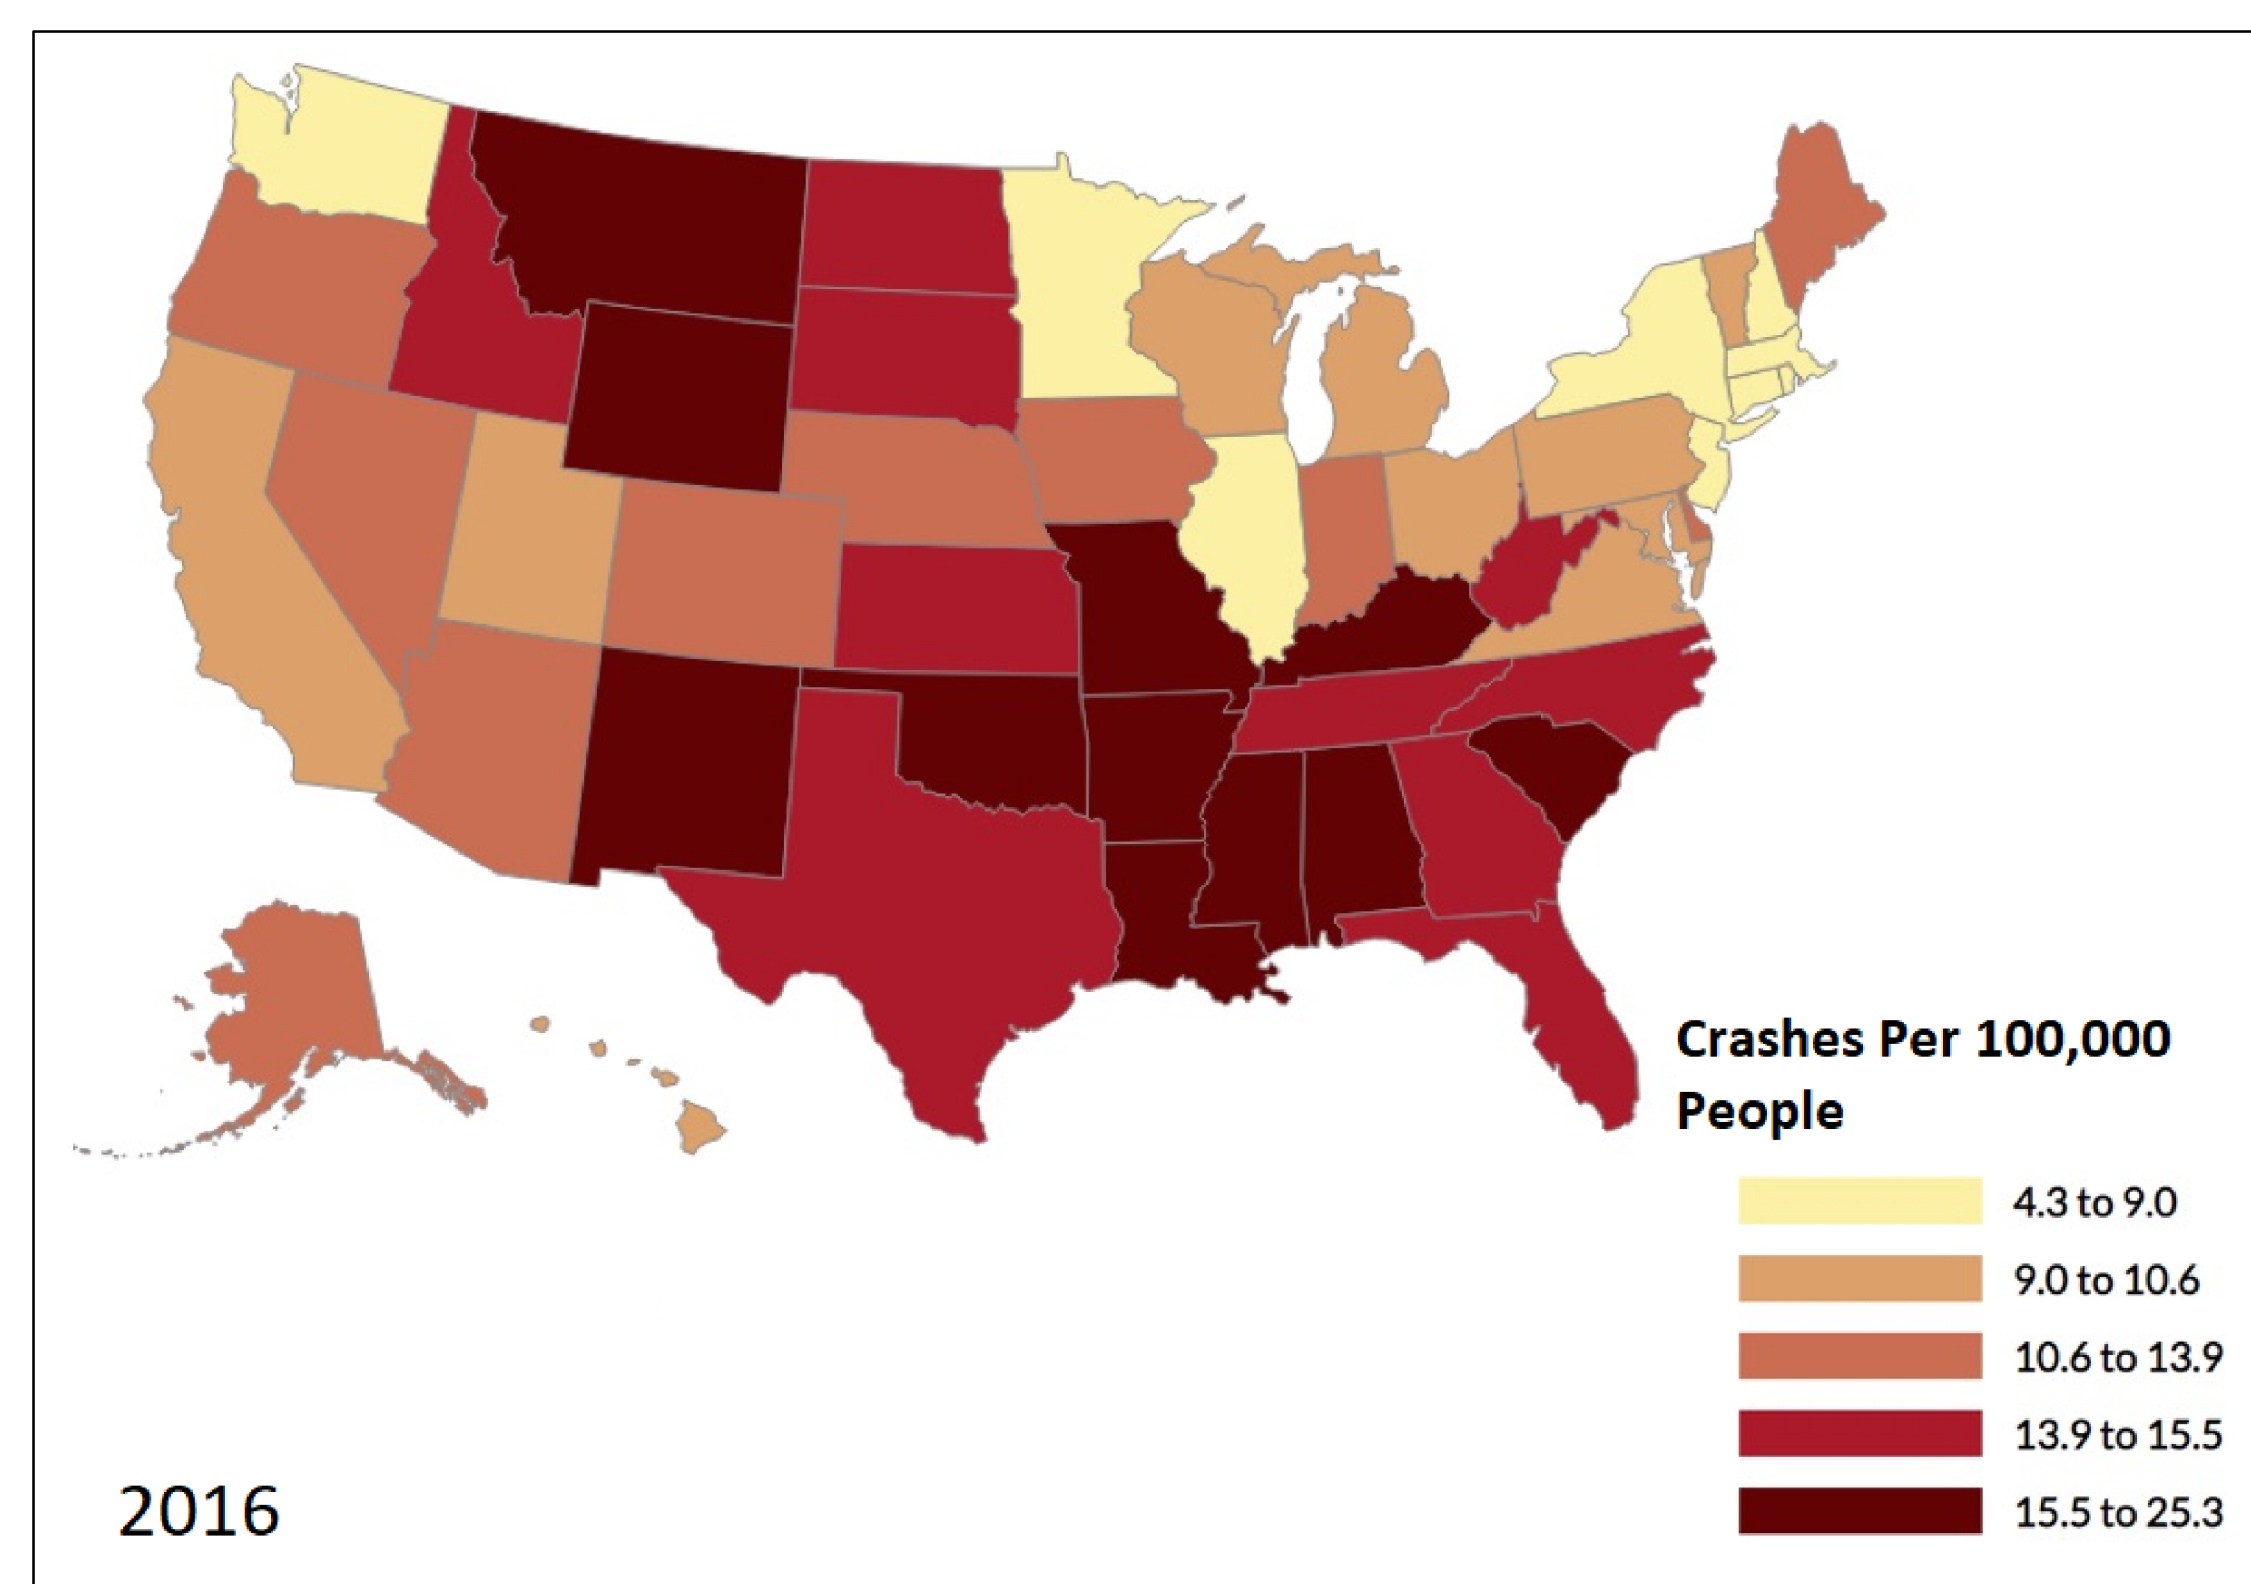 Crashes Per 100,000
People
4.3 to 9.0
9.0 to 10.6
10.6 to 13.9
13.9 to 15.5
15.5 to 25.3
2016